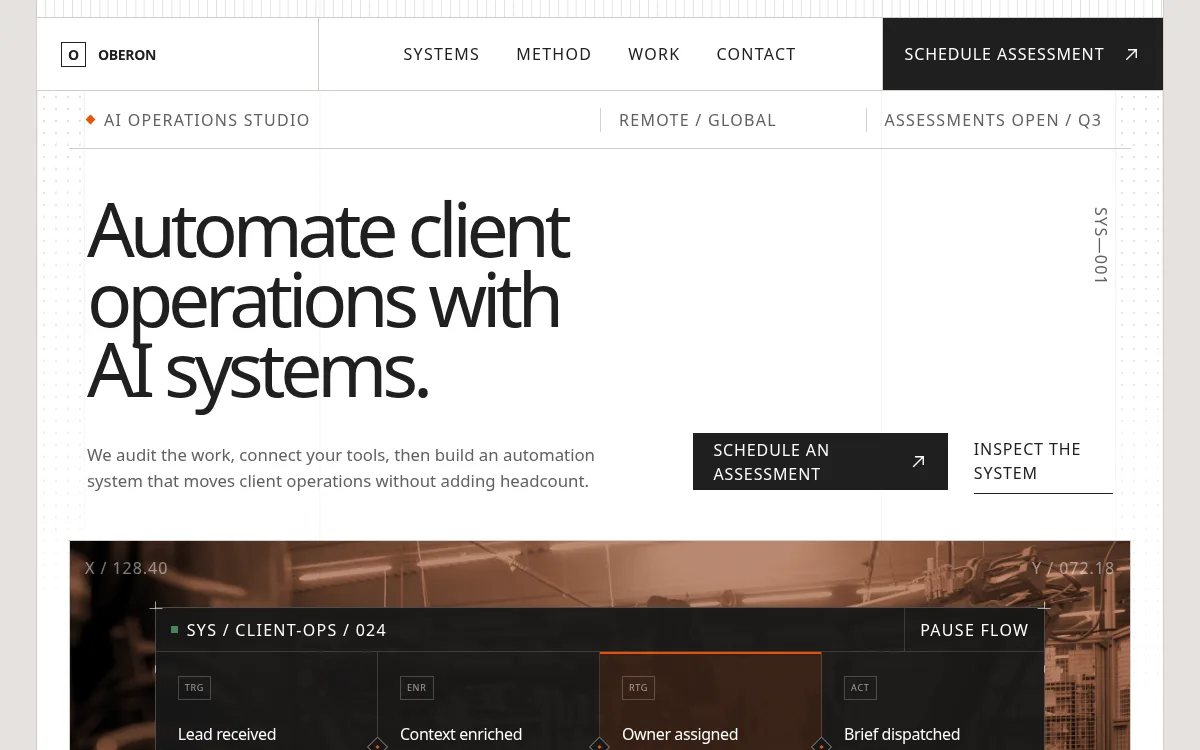 O OBERON
SYSTEMS METHOD WORK CONTACT
SCHEDULE ASSESSMENT
AI OPERATIONS STUDIO
REMOTE / GLOBAL
ASSESSMENTS OPEN / Q3
Automate client
operations with
AI systems.
SYS—001
We audit the work, connect your tools, then build an automation
system that moves client operations without adding headcount.
SCHEDULE AN
ASSESSMENT
INSPECT THE
SYSTEM
X / 128.40
Y / 072.18
SYS / CLIENT-OPS / 024
PAUSE FLOW
TRG
Lead received
ENR
Context enriched
RTG
Owner assigned
ACT
Brief dispatched